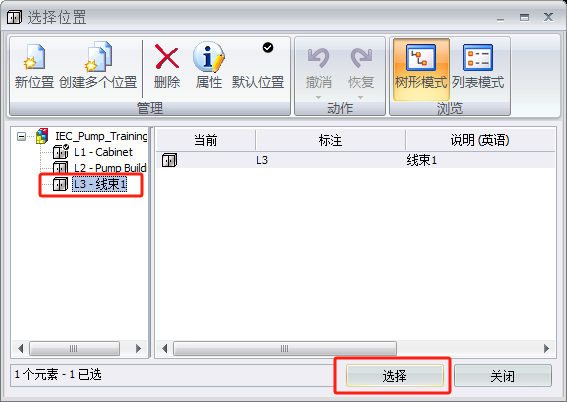 选择位置
新位置 创建多个位置 删除 属性 默认位置 撤消 恢复 树形模式 列表模式
管理 动作 浏览
IEC_Pump_Training
L1 - Cabinet
L2 - Pump Build
L3 - 线束1
当前 标注 说明 (英语)
L3 线束1
1个元素 - 1已选 选择 关闭